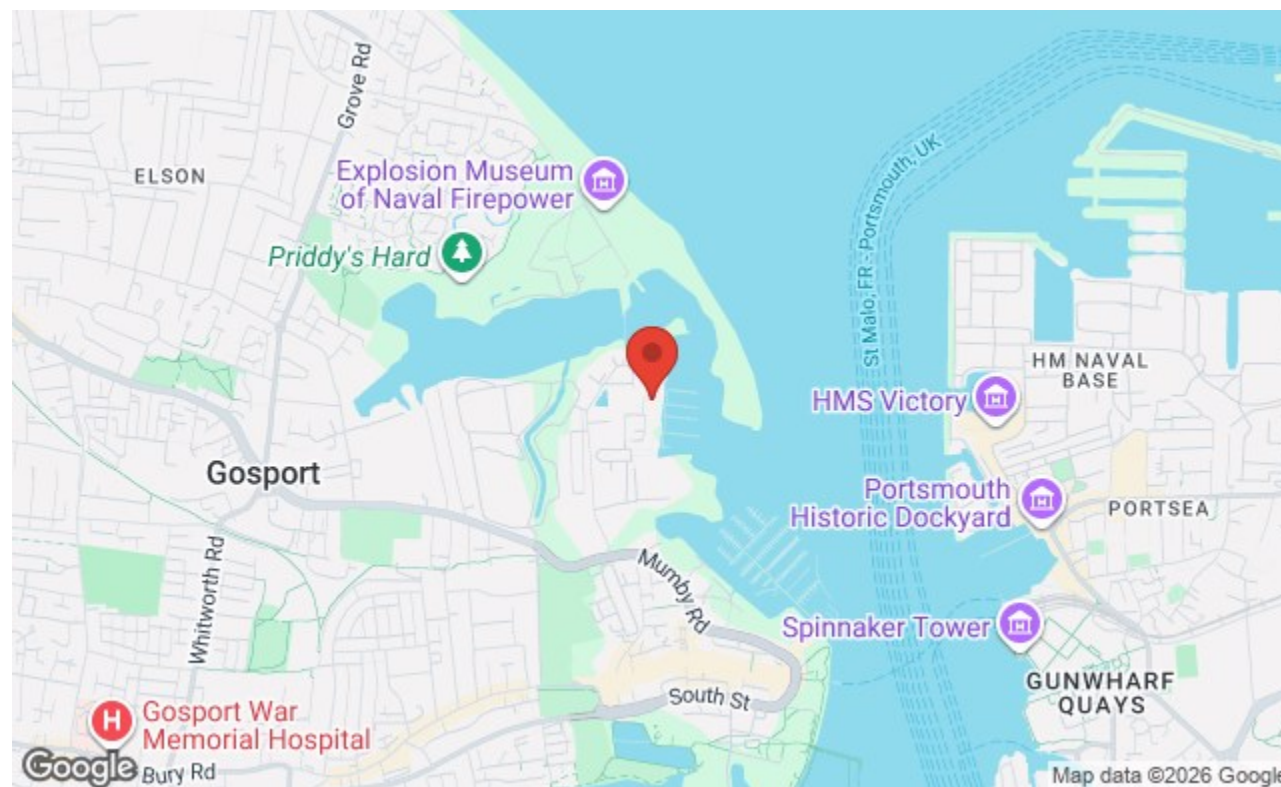 Grove Rd
ELSON
Explosion Museum
of Naval Firepower
Priddy's Hard
St Malo, FR - Portsmouth, UK
HM NAVAL
BASE
HMS Victory
Gosport
Portsmouth
Historic Dockyard
PORTSEA
Whitworth Rd
Mumby Rd
Spinnaker Tower
GUNWHARF
QUAYS
South St
H
Gosport War
Memorial Hospital
Google
Bury Rd
Map data ©2026 Google